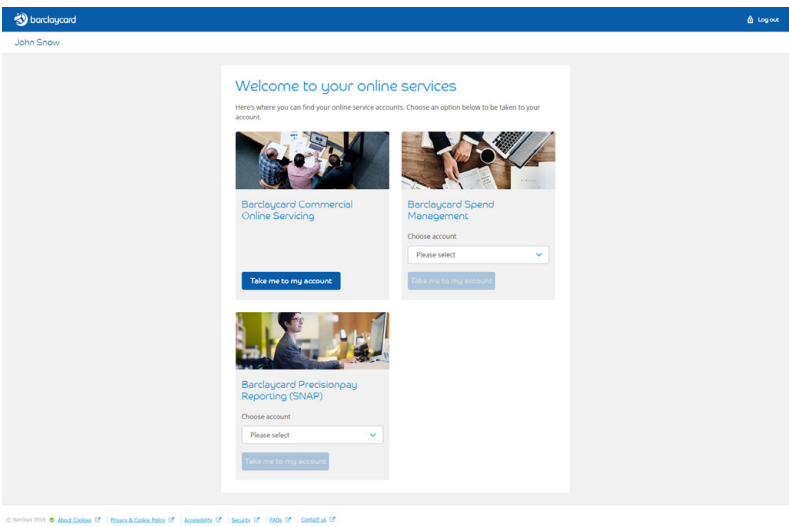 barclaycard
Log out
John Snow
Welcome to your online services
Here's where you can find your online service accounts. Choose an option below to be taken to your
account.
Barclaycard Commercial
Online Servicing
Take me to my account
Barclaycard Spend
Management
Choose account
Please select
Take me to my account
Barclaycard Precisionpay
Reporting (SNAP)
Choose account
Please select
Take me to my account
© Barclays 2019 About Cookies | Privacy & Cookie Policy | Accessibility | Security | FAQs | Contact us